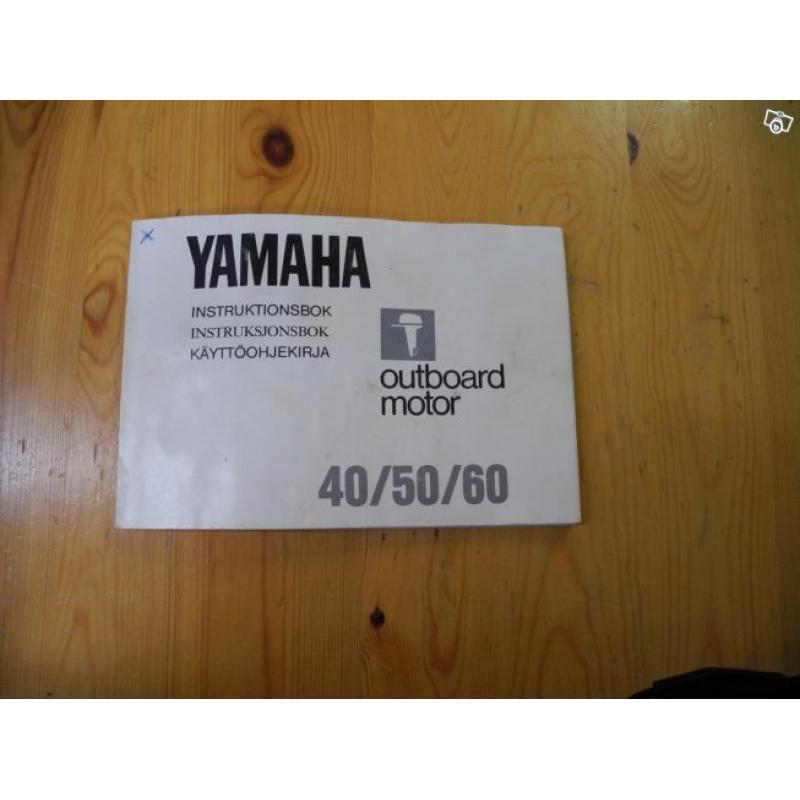 YAMAHA
INSTRUKTIONSBOK
INSTRUKSJONSBOK
KÄYTTÖOHJEKIRJA
outboard
motor
40/50/60